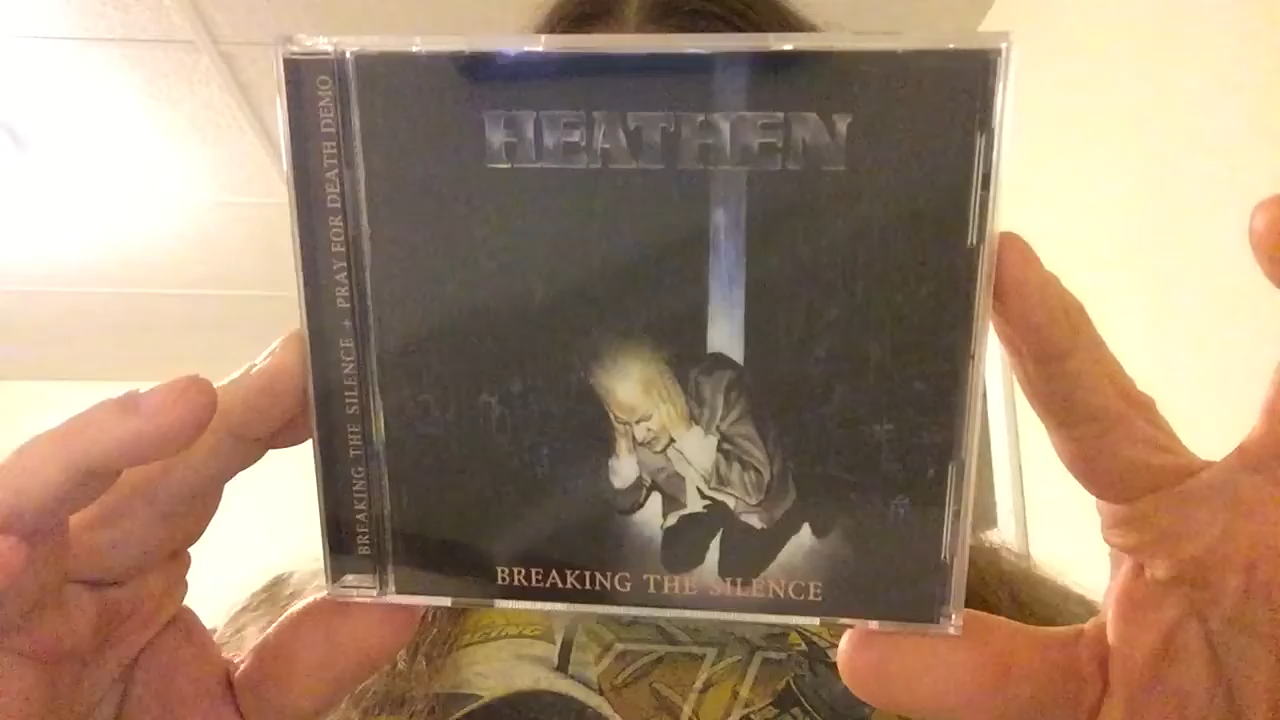 HEATHEN
BREAKING THE SILENCE
BREAKING THE SILENCE + PRAY FOR DEATH DEMO